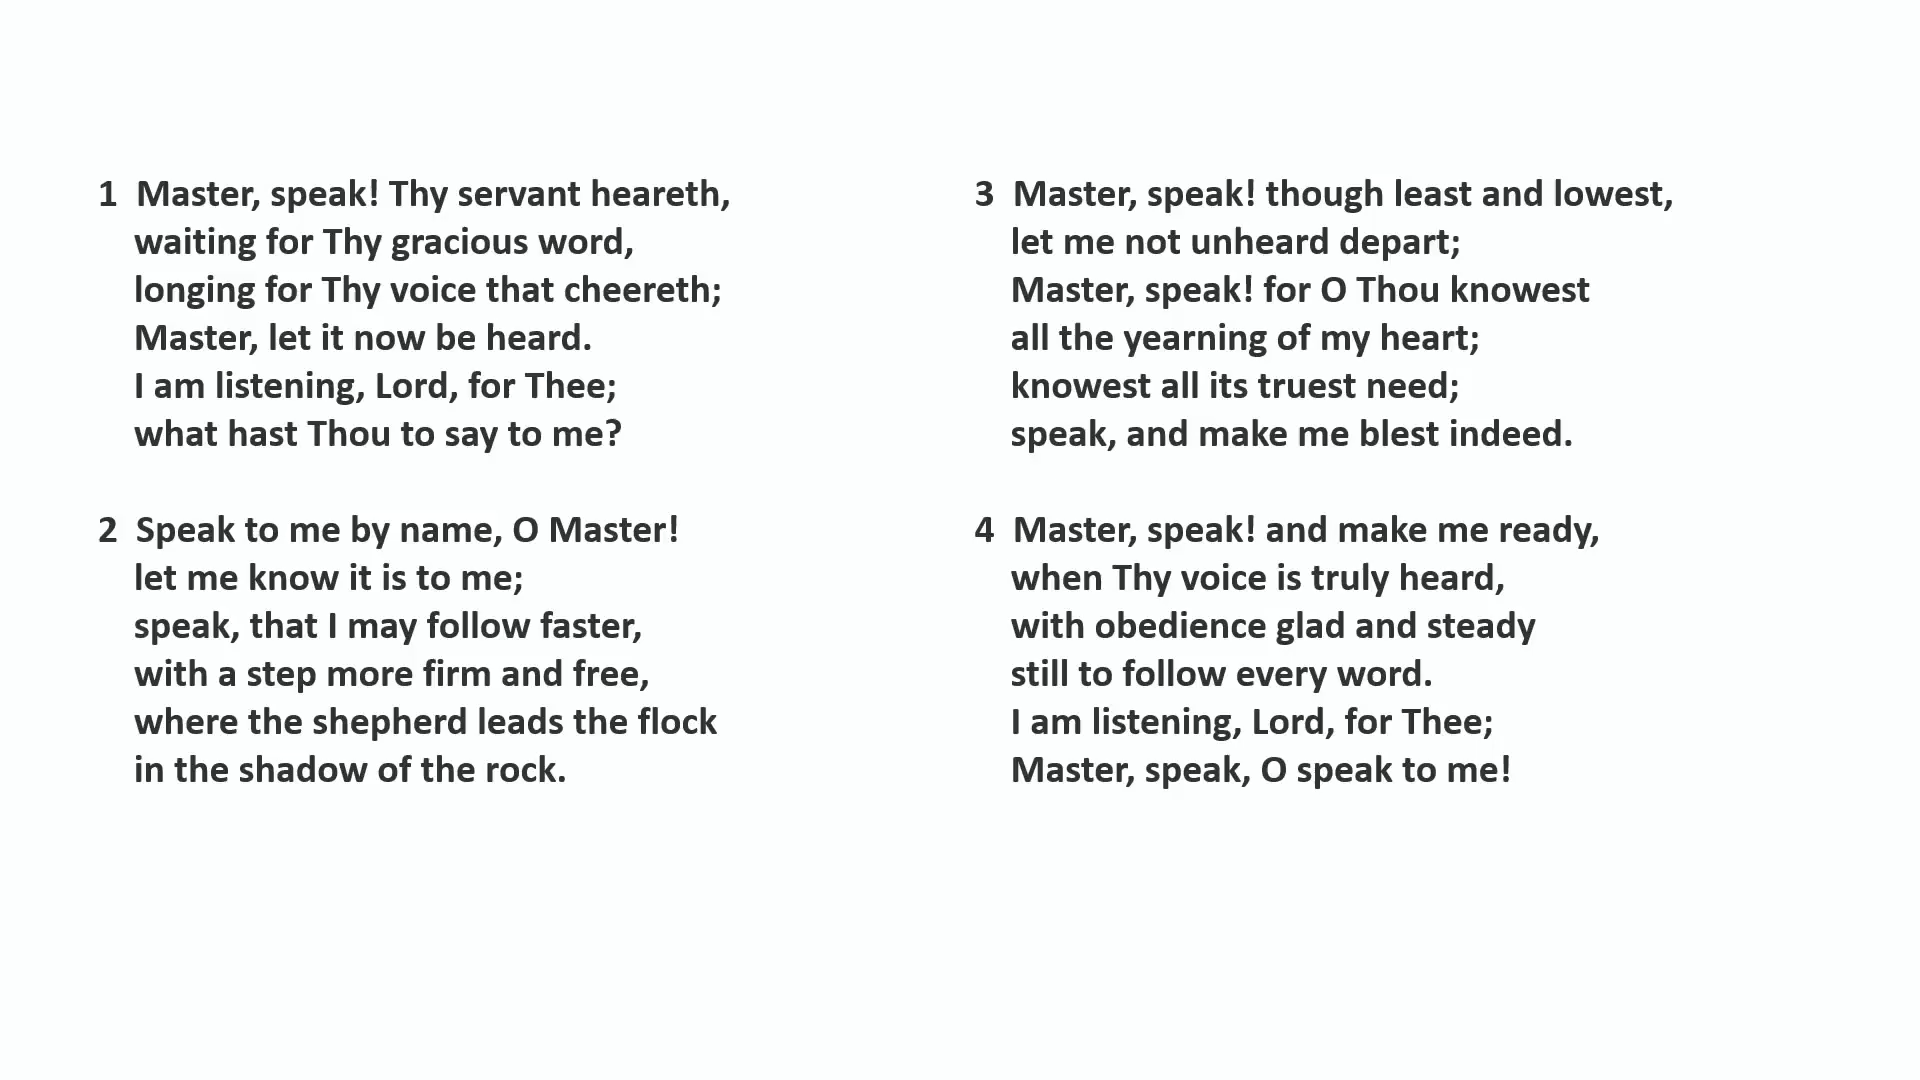 1 Master, speak! Thy servant heareth,
waiting for Thy gracious word,
longing for Thy voice that cheereth;
Master, let it now be heard.
I am listening, Lord, for Thee;
what hast Thou to say to me?
2 Speak to me by name, O Master!
let me know it is to me;
speak, that I may follow faster,
with a step more firm and free,
where the shepherd leads the flock
in the shadow of the rock.
3 Master, speak! though least and lowest,
let me not unheard depart;
Master, speak! for O Thou knowest
all the yearning of my heart;
knowest all its truest need;
speak, and make me blest indeed.
4 Master, speak! and make me ready,
when Thy voice is truly heard,
with obedience glad and steady
still to follow every word.
I am listening, Lord, for Thee;
Master, speak, O speak to me!